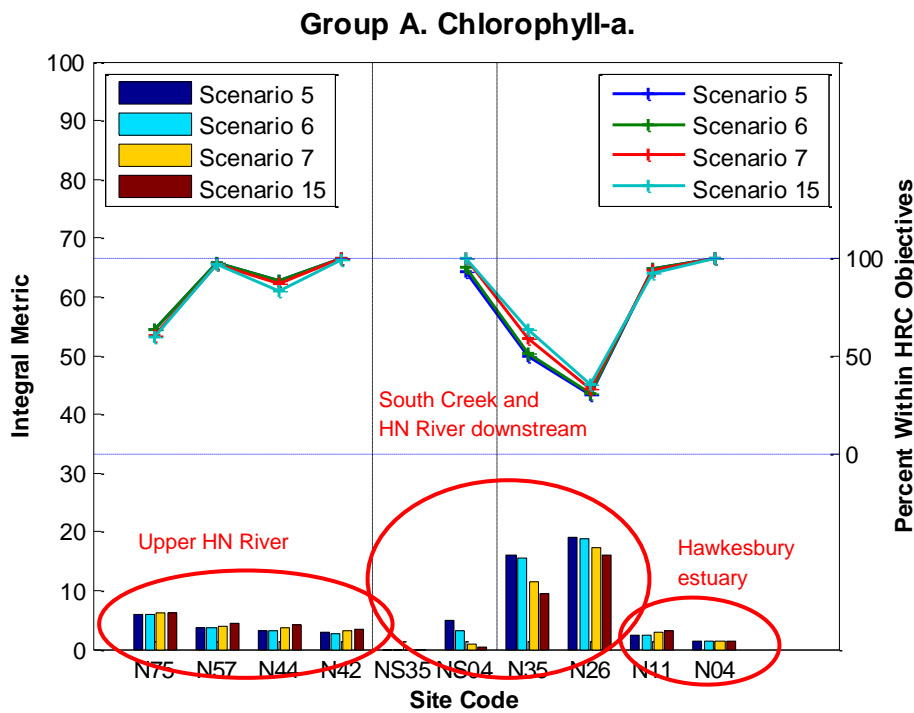 Group A. Chlorophyll-a.
100
90
80
70
60
50
40
30
20
10
0
Integral Metric
Scenario 5
Scenario 6
Scenario 7
Scenario 15
Scenario 5
Scenario 6
Scenario 7
Scenario 15
100
50
0
Percent Within HRC Objectives
South Creek and
HN River downstream
Upper HN River
Hawkesbury
estuary
N75 N57 N44 N42 NS35 NS04 N35 N26 N11 N04
Site Code